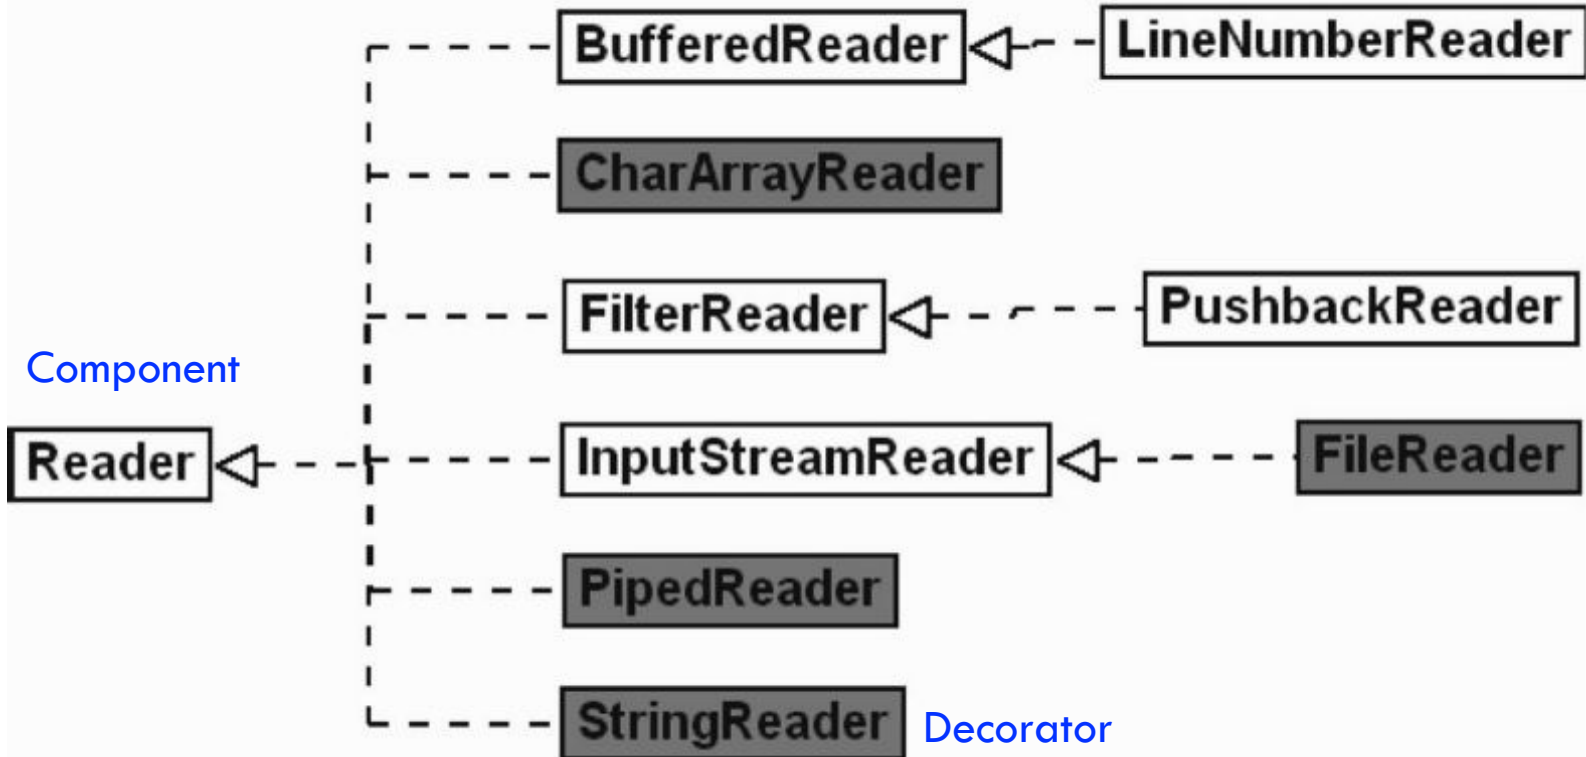 BufferedReader
LineNumberReader
CharArrayReader
FilterReader
PushbackReader
Component
Reader
InputStreamReader
FileReader
PipedReader
StringReader
Decorator